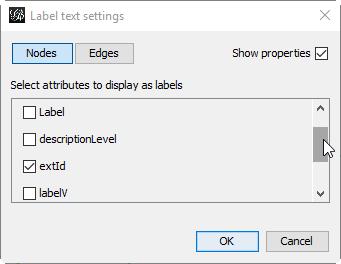 Label text settings
Nodes Edges Show properties
Select attributes to display as labels
Label
descriptionLevel
extId
labelV
OK Cancel